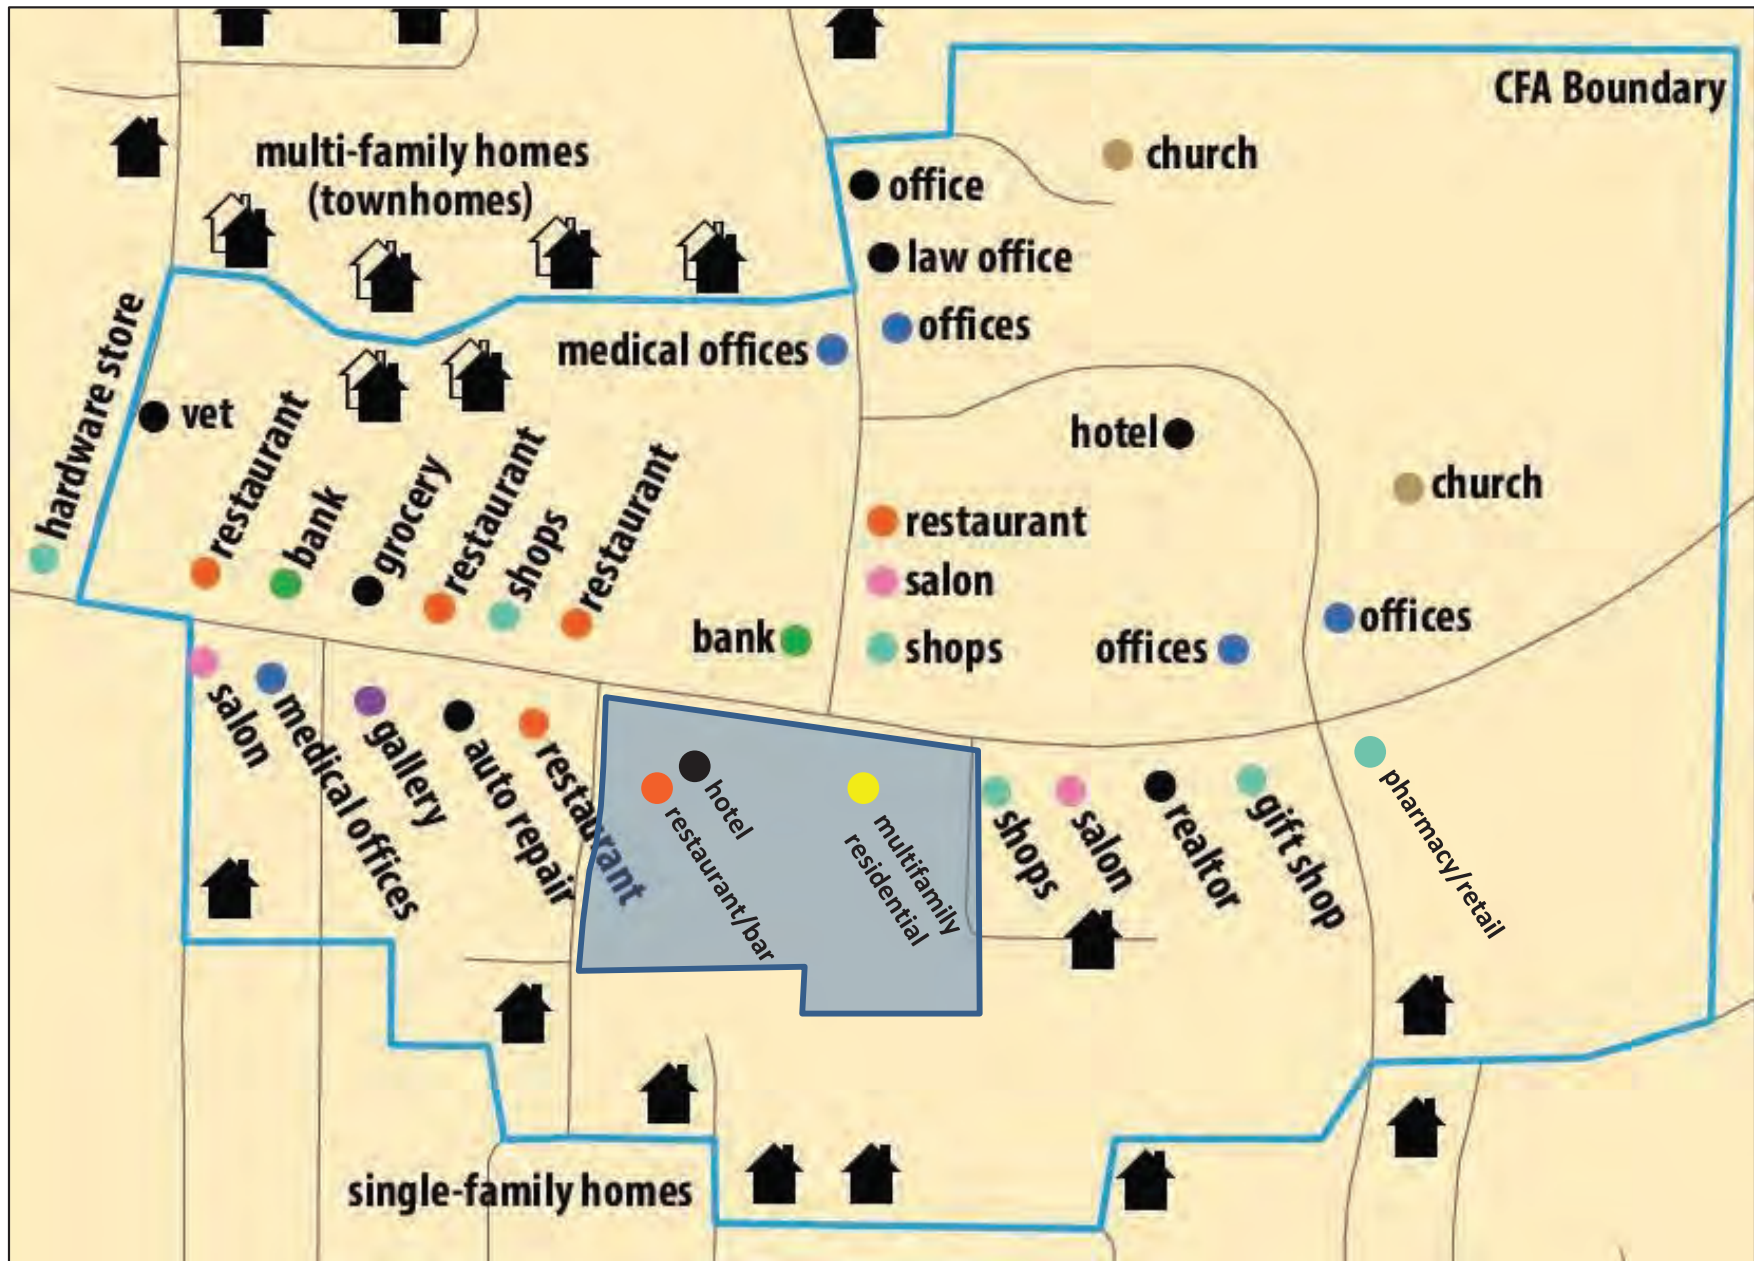 CFA Boundary
church
multi-family homes
(townhomes)
office
law office
offices
medical offices
hardware store
vet
restaurant
bank
grocery
restaurant
shops
restaurant
hotel
church
restaurant
salon
shops
bank
offices
offices
salon
medical offices
gallery
auto repair
restaurant
hotel
restaurant/bar
multifamily
residential
shops
salon
realtor
gift shop
pharmacy/retail
single-family homes